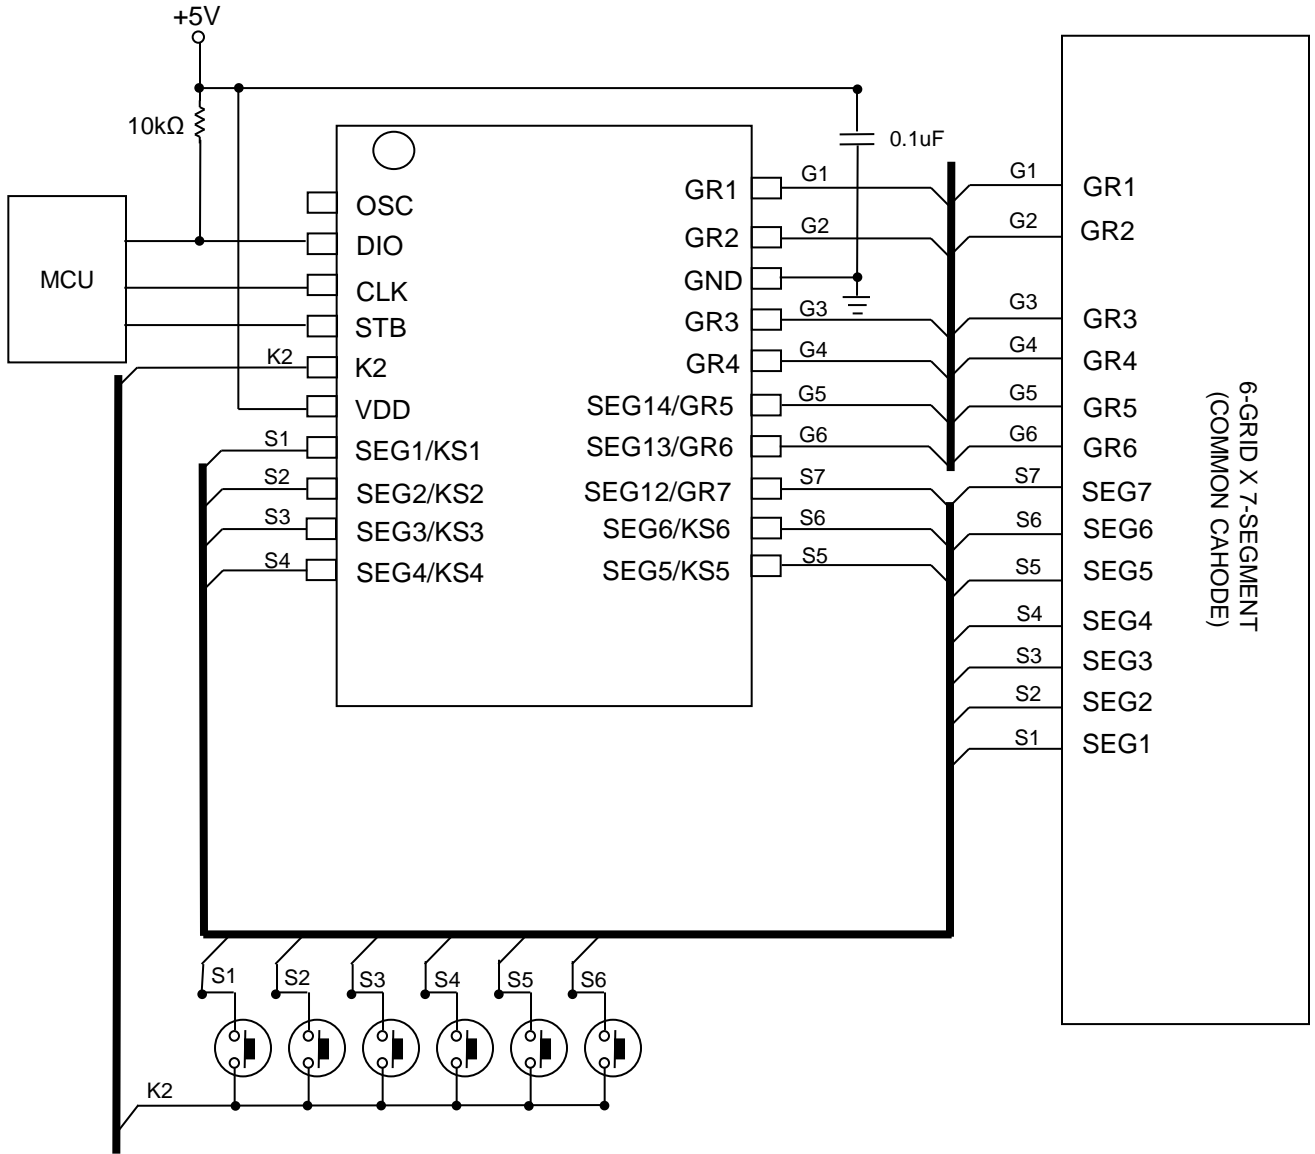 +5V
10kΩ
0.1uF
MCU
OSC
DIO
CLK
STB
K2
K2
VDD
S1
SEG1/KS1
S2
SEG2/KS2
S3
SEG3/KS3
S4
SEG4/KS4
GR1
G1
GR2
G2
GND
GR3
G3
GR4
G4
SEG14/GR5
G5
SEG13/GR6
G6
SEG12/GR7
S7
SEG6/KS6
S6
SEG5/KS5
S5
G1
GR1
G2
GR2
G3
GR3
G4
GR4
G5
GR5
G6
GR6
S7
SEG7
S6
SEG6
S5
SEG5
S4
SEG4
S3
SEG3
S2
SEG2
S1
SEG1
6-GRID X 7-SEGMENT
(COMMON CAHODE)
S1
S2
S3
S4
S5
S6
K2